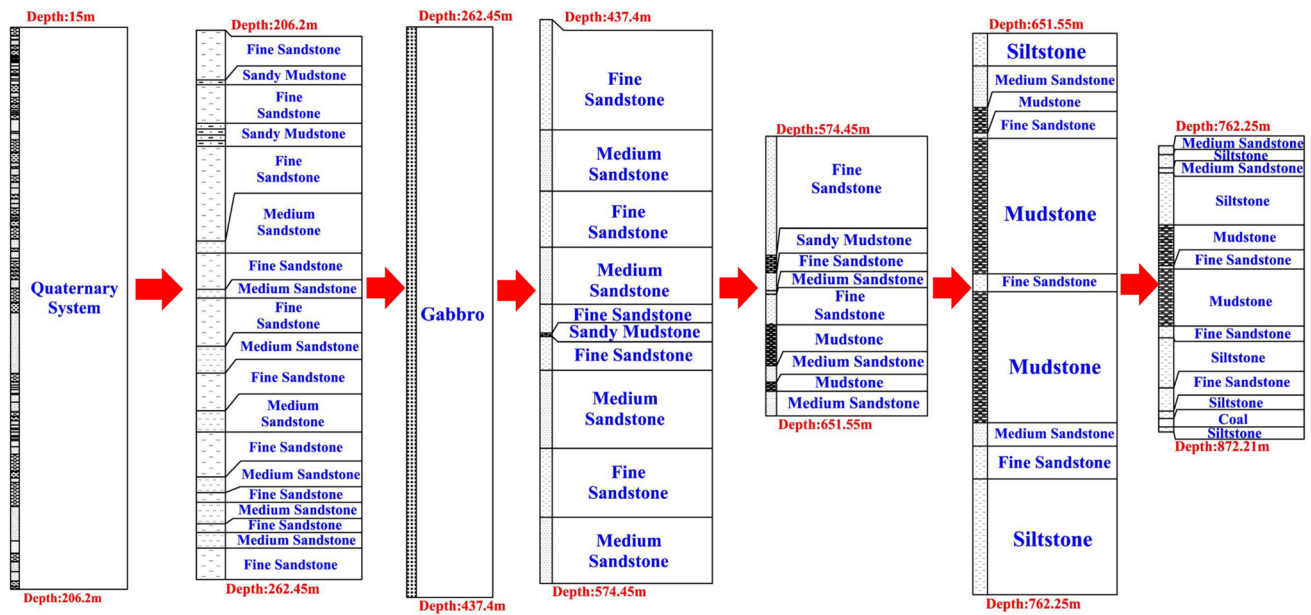 Depth:15m
Quaternary
System
Depth:206.2m
Depth:206.2m
Fine Sandstone
Sandy Mudstone
Fine
Sandstone
Sandy Mudstone
Fine
Sandstone
Medium
Sandstone
Fine Sandstone
Medium Sandstone
Fine
Sandstone
Medium Sandstone
Fine Sandstone
Medium
Sandstone
Fine Sandstone
Medium Sandstone
Fine Sandstone
Medium Sandstone
Fine Sandstone
Medium Sandstone
Fine Sandstone
Depth:262.45m
Depth:262.45m
Gabbro
Depth:437.4m
Depth:437.4m
Fine
Sandstone
Medium
Sandstone
Fine
Sandstone
Medium
Sandstone
Fine Sandstone
Sandy Mudstone
Fine Sandstone
Medium
Sandstone
Fine
Sandstone
Medium
Sandstone
Depth:574.45m
Depth:574.45m
Fine
Sandstone
Sandy Mudstone
Fine Sandstone
Medium Sandstone
Fine
Sandstone
Mudstone
Medium Sandstone
Mudstone
Medium Sandstone
Depth:651.55m
Depth:651.55m
Siltstone
Medium Sandstone
Mudstone
Fine Sandstone
Mudstone
Fine Sandstone
Mudstone
Medium Sandstone
Fine Sandstone
Siltstone
Depth:762.25m
Depth:762.25m
Medium Sandstone
Siltstone
Medium Sandstone
Siltstone
Mudstone
Fine Sandstone
Mudstone
Fine Sandstone
Siltstone
Fine Sandstone
Siltstone
Coal
Siltstone
Depth:872.21m